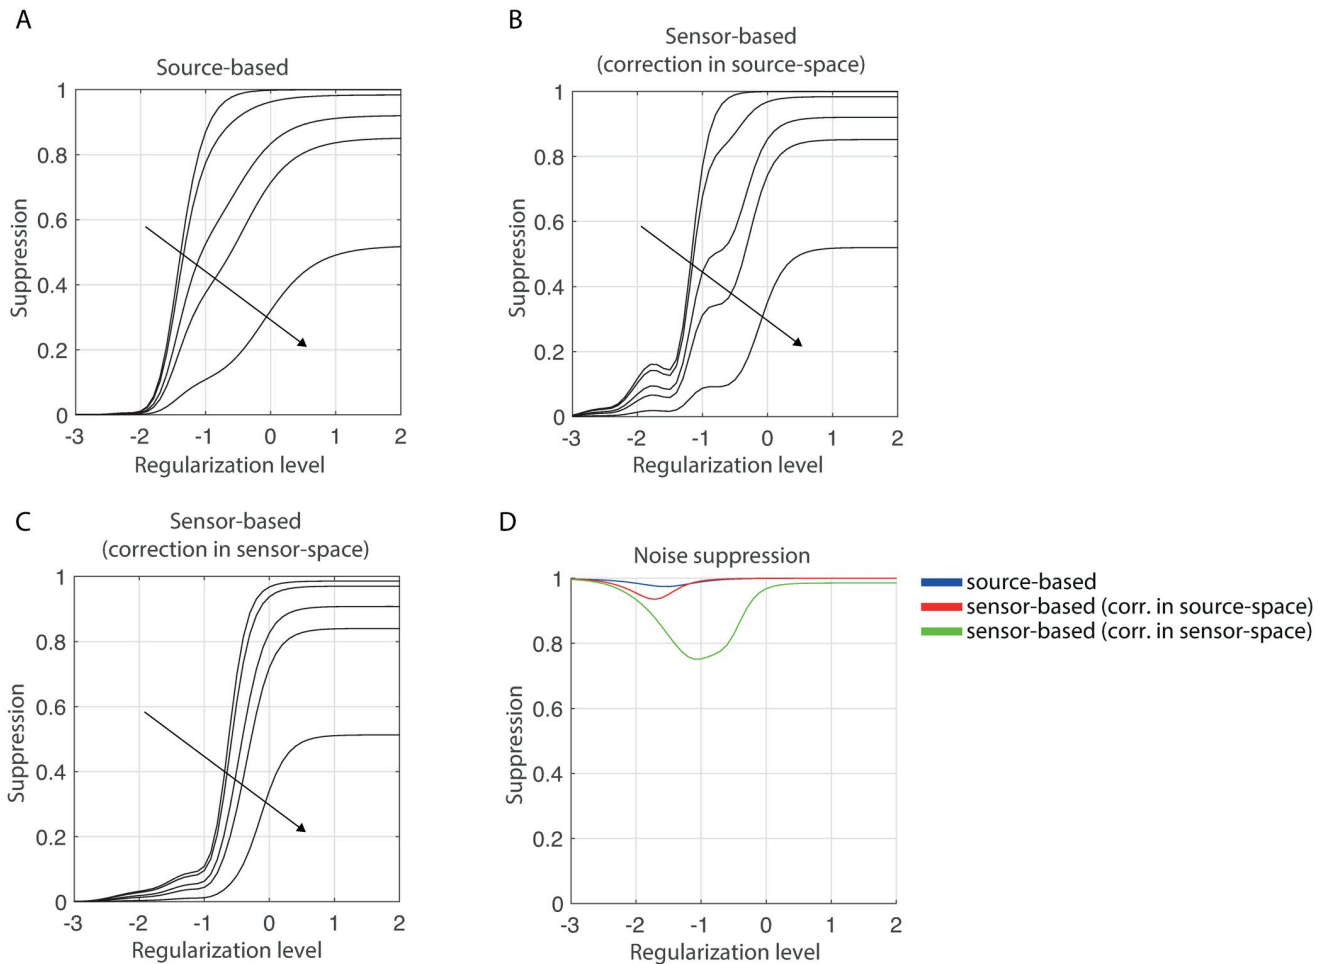 A
Source-based
1
0.8
0.6
0.4
0.2
0
-3 -2 -1 0 1 2
Suppression
Regularization level
B
Sensor-based
(correction in source-space)
1
0.8
0.6
0.4
0.2
0
-3 -2 -1 0 1 2
Suppression
Regularization level
C
Sensor-based
(correction in sensor-space)
1
0.8
0.6
0.4
0.2
0
-3 -2 -1 0 1 2
Suppression
Regularization level
D
Noise suppression
1
0.8
0.6
0.4
0.2
0
-3 -2 -1 0 1 2
Suppression
Regularization level
source-based
sensor-based (corr. in source-space)
sensor-based (corr. in sensor-space)